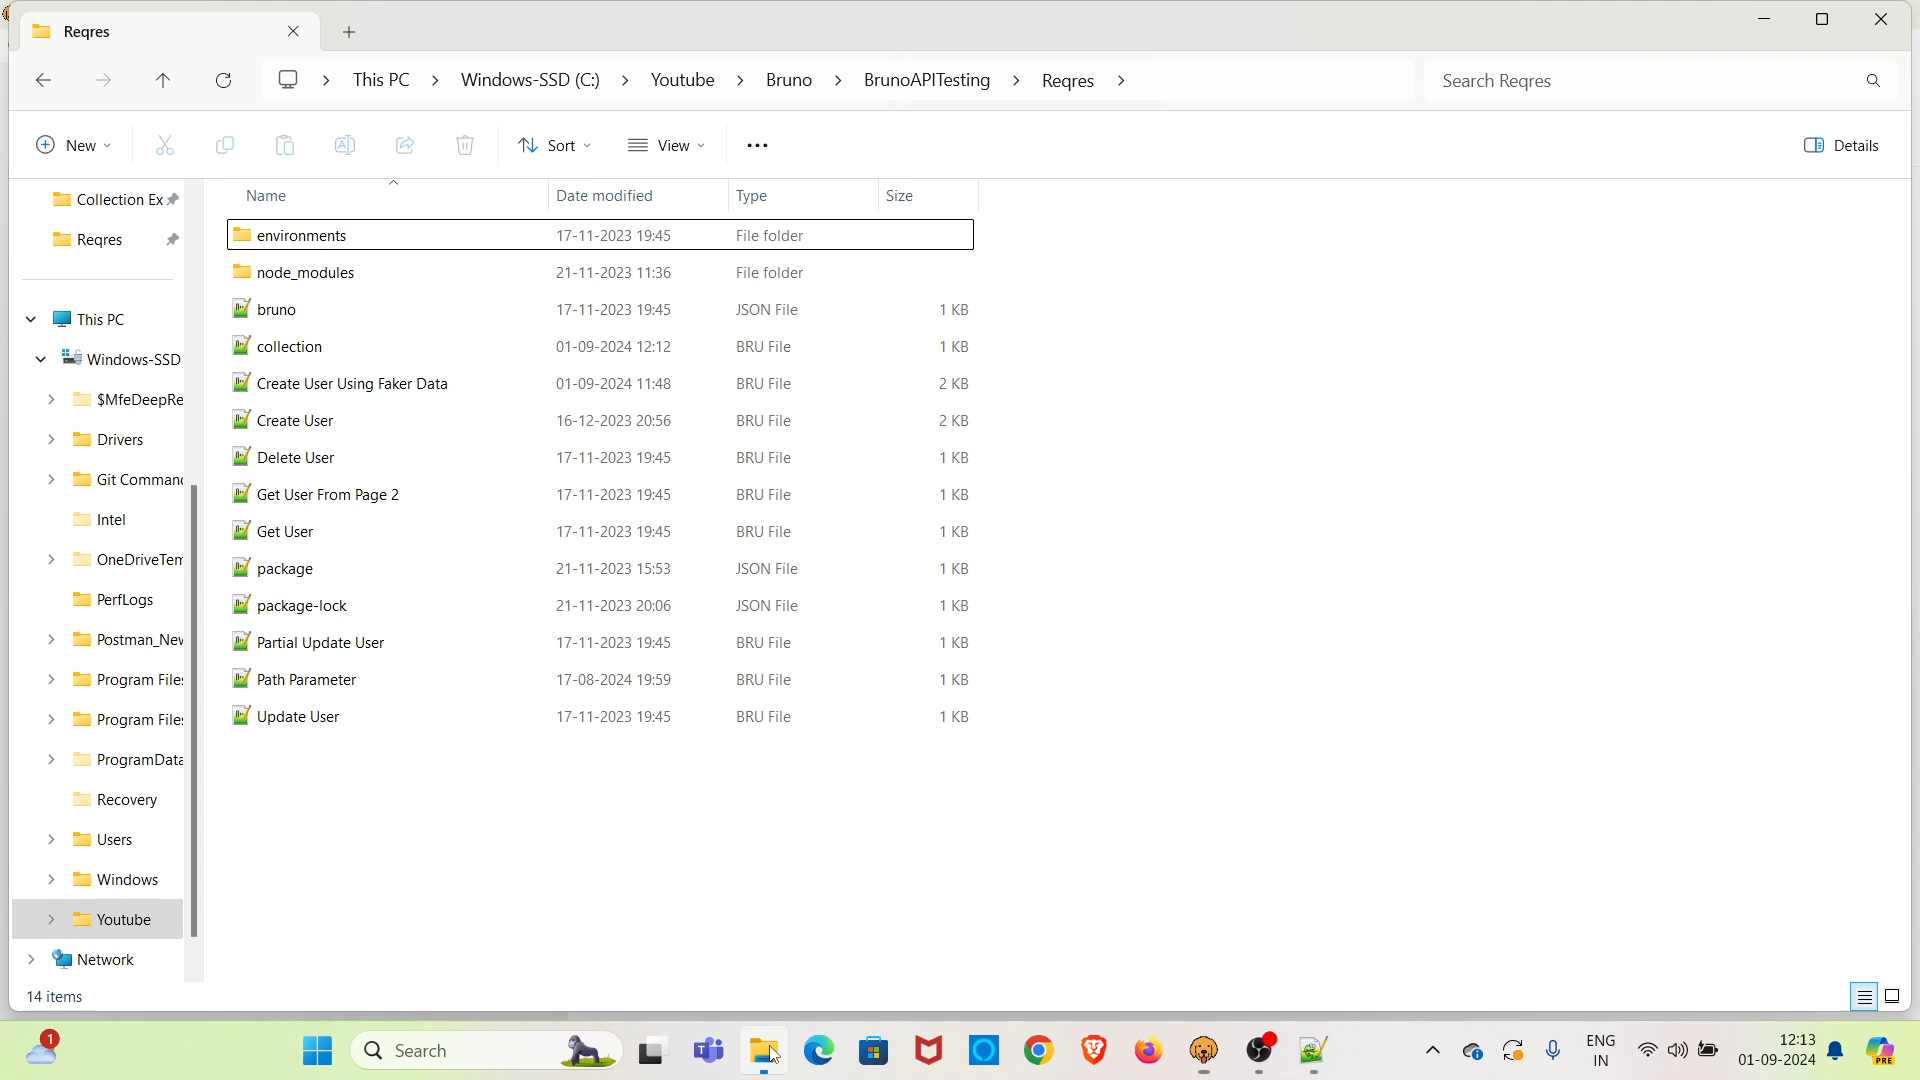 Reqres
This PC > Windows-SSD (C:) > Youtube > Bruno > BrunoAPITesting > Reqres >
Search Reqres
New
Sort
View
Details
Collection Ex
Reqres
This PC
Windows-SSD
$MfeDeepRe
Drivers
Git Command
Intel
OneDriveTem
PerfLogs
Postman_New
Program Files
Program Files
ProgramData
Recovery
Users
Windows
Youtube
Network
Name Date modified Type Size
environments 17-11-2023 19:45 File folder
node_modules 21-11-2023 11:36 File folder
bruno 17-11-2023 19:45 JSON File 1 KB
collection 01-09-2024 12:12 BRU File 1 KB
Create User Using Faker Data 01-09-2024 11:48 BRU File 2 KB
Create User 16-12-2023 20:56 BRU File 2 KB
Delete User 17-11-2023 19:45 BRU File 1 KB
Get User From Page 2 17-11-2023 19:45 BRU File 1 KB
Get User 17-11-2023 19:45 BRU File 1 KB
package 21-11-2023 15:53 JSON File 1 KB
package-lock 21-11-2023 20:06 JSON File 1 KB
Partial Update User 17-11-2023 19:45 BRU File 1 KB
Path Parameter 17-08-2024 19:59 BRU File 1 KB
Update User 17-11-2023 19:45 BRU File 1 KB
14 items
1
Search
ENG
IN
12:13
01-09-2024
PRE